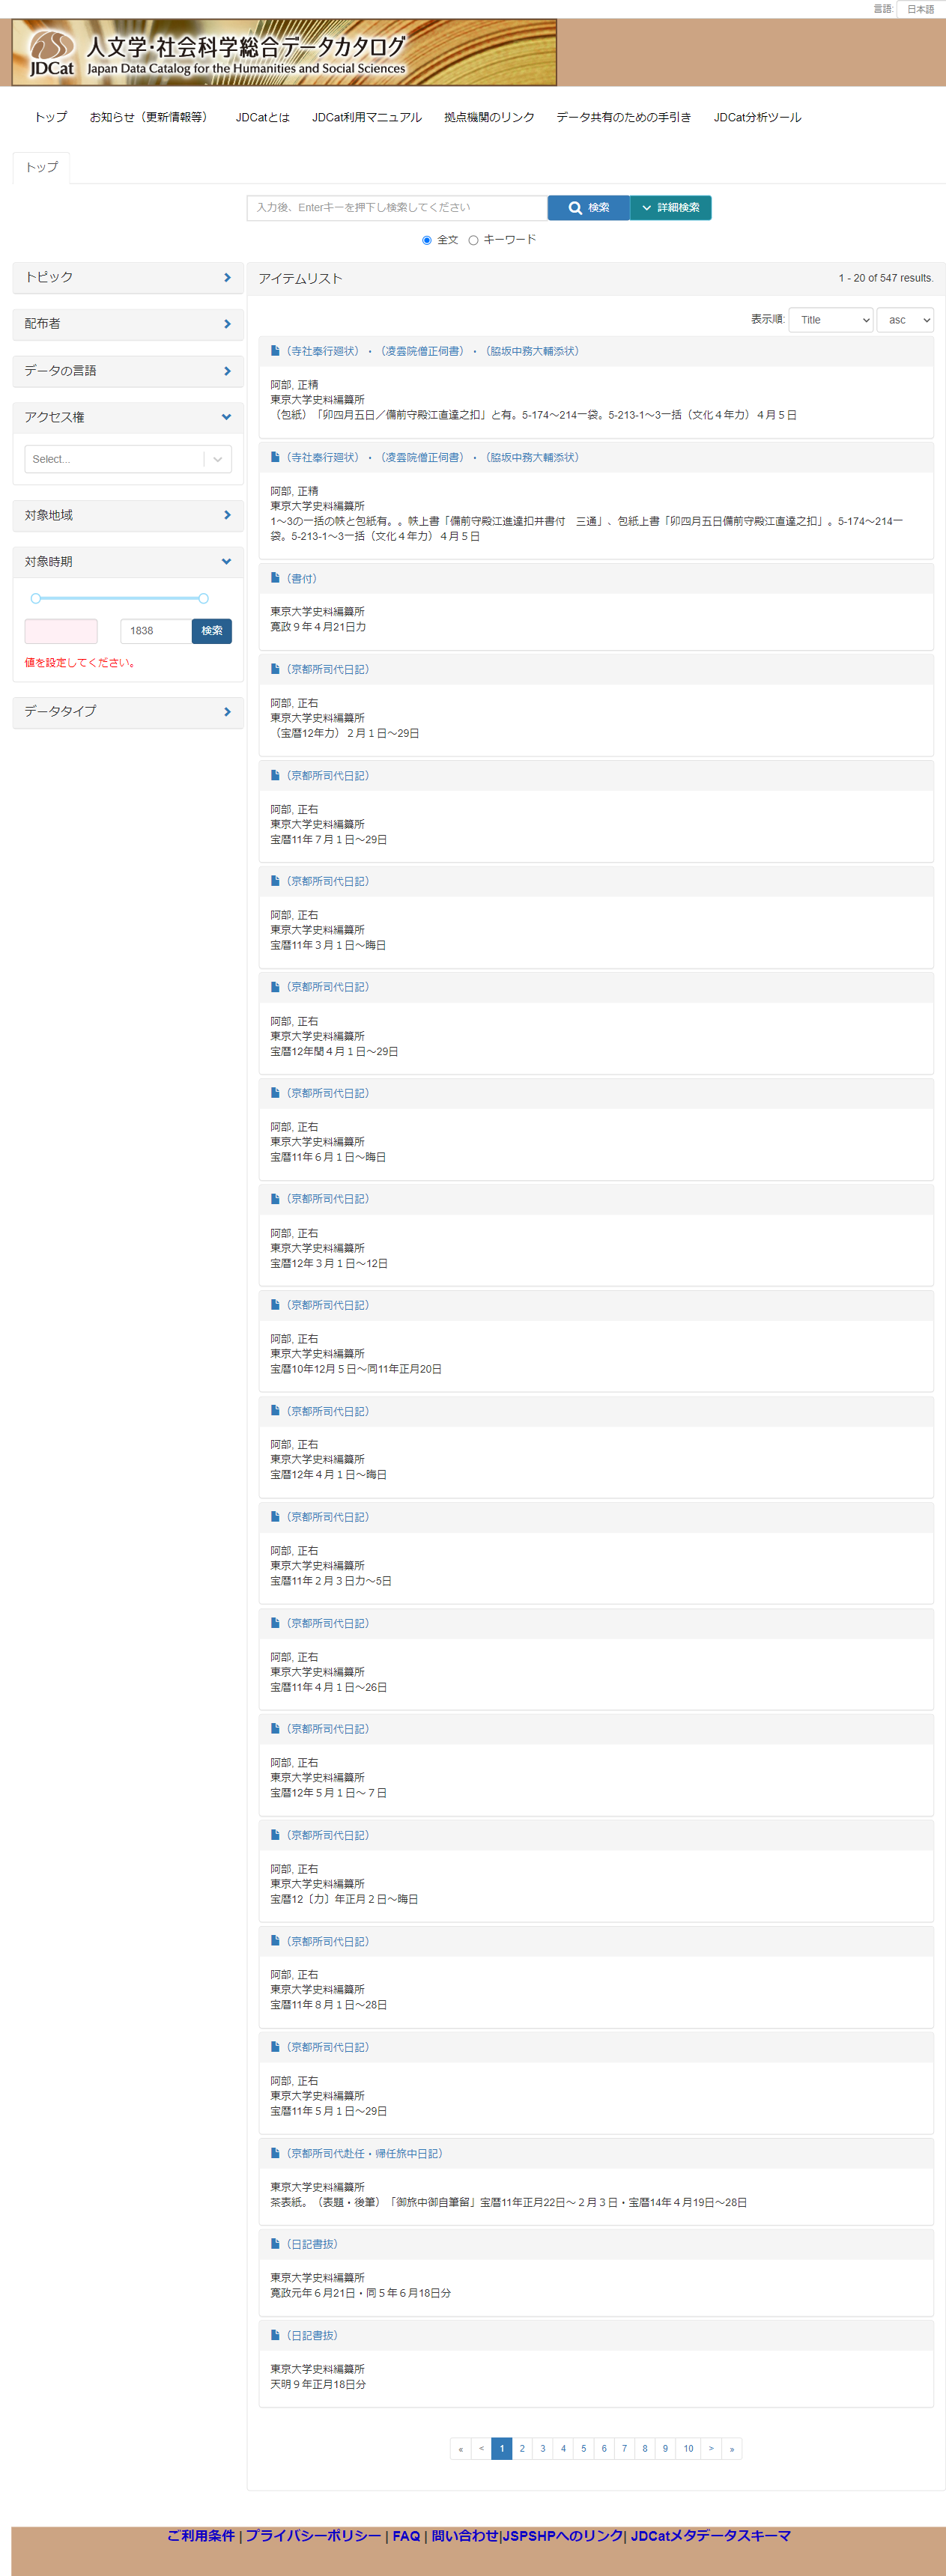 言語: 日本語
JDCat 人文学・社会科学総合データカタログ
Japan Data Catalog for the Humanities and Social Sciences
トップ お知らせ（更新情報等） JDCatとは JDCat利用マニュアル 拠点機関のリンク データ共有のための手引き JDCat分析ツール
トップ
入力後、Enterキーを押下し検索してください 検索 詳細検索
全文 キーワード
トピック
配布者
データの言語
アクセス権
Select...
対象地域
対象時期
1838 検索
値を設定してください。
データタイプ
アイテムリスト 1 - 20 of 547 results.
表示順: Title asc
（寺社奉行廻状）・（凌雲院僧正伺書）・（脇坂中務大輔添状）
阿部, 正精
東京大学史料編纂所
（包紙）「卯四月五日／備前守殿江直達之扣」と有。5-174～214一袋。5-213-1～3一括（文化４年カ）４月５日
（寺社奉行廻状）・（凌雲院僧正伺書）・（脇坂中務大輔添状）
阿部, 正精
東京大学史料編纂所
1～3の一括の帙と包紙有。。帙上書「備前守殿江進達扣并書付　三通」、包紙上書「卯四月五日備前守殿江直達之扣」。5-174～214一
袋。5-213-1～3一括（文化４年カ）４月５日
（書付）
東京大学史料編纂所
寛政９年４月21日カ
（京都所司代日記）
阿部, 正右
東京大学史料編纂所
（宝暦12年カ）２月１日～29日
（京都所司代日記）
阿部, 正右
東京大学史料編纂所
宝暦11年７月１日～29日
（京都所司代日記）
阿部, 正右
東京大学史料編纂所
宝暦11年３月１日～晦日
（京都所司代日記）
阿部, 正右
東京大学史料編纂所
宝暦12年閏４月１日～29日
（京都所司代日記）
阿部, 正右
東京大学史料編纂所
宝暦11年６月１日～晦日
（京都所司代日記）
阿部, 正右
東京大学史料編纂所
宝暦12年３月１日～12日
（京都所司代日記）
阿部, 正右
東京大学史料編纂所
宝暦10年12月５日～同11年正月20日
（京都所司代日記）
阿部, 正右
東京大学史料編纂所
宝暦12年４月１日～晦日
（京都所司代日記）
阿部, 正右
東京大学史料編纂所
宝暦11年２月３日カ～5日
（京都所司代日記）
阿部, 正右
東京大学史料編纂所
宝暦11年４月１日～26日
（京都所司代日記）
阿部, 正右
東京大学史料編纂所
宝暦12年５月１日～７日
（京都所司代日記）
阿部, 正右
東京大学史料編纂所
宝暦12〔カ〕年正月２日～晦日
（京都所司代日記）
阿部, 正右
東京大学史料編纂所
宝暦11年８月１日～28日
（京都所司代日記）
阿部, 正右
東京大学史料編纂所
宝暦11年５月１日～29日
（京都所司代赴任・帰任旅中日記）
東京大学史料編纂所
茶表紙。（表題・後筆）「御旅中御自筆留」宝暦11年正月22日～２月３日・宝暦14年４月19日～28日
（日記書抜）
東京大学史料編纂所
寛政元年６月21日・同５年６月18日分
（日記書抜）
東京大学史料編纂所
天明９年正月18日分
« < 1 2 3 4 5 6 7 8 9 10 > »
ご利用条件 | プライバシーポリシー | FAQ | 問い合わせ|JSPSHPへのリンク| JDCatメタデータスキーマ